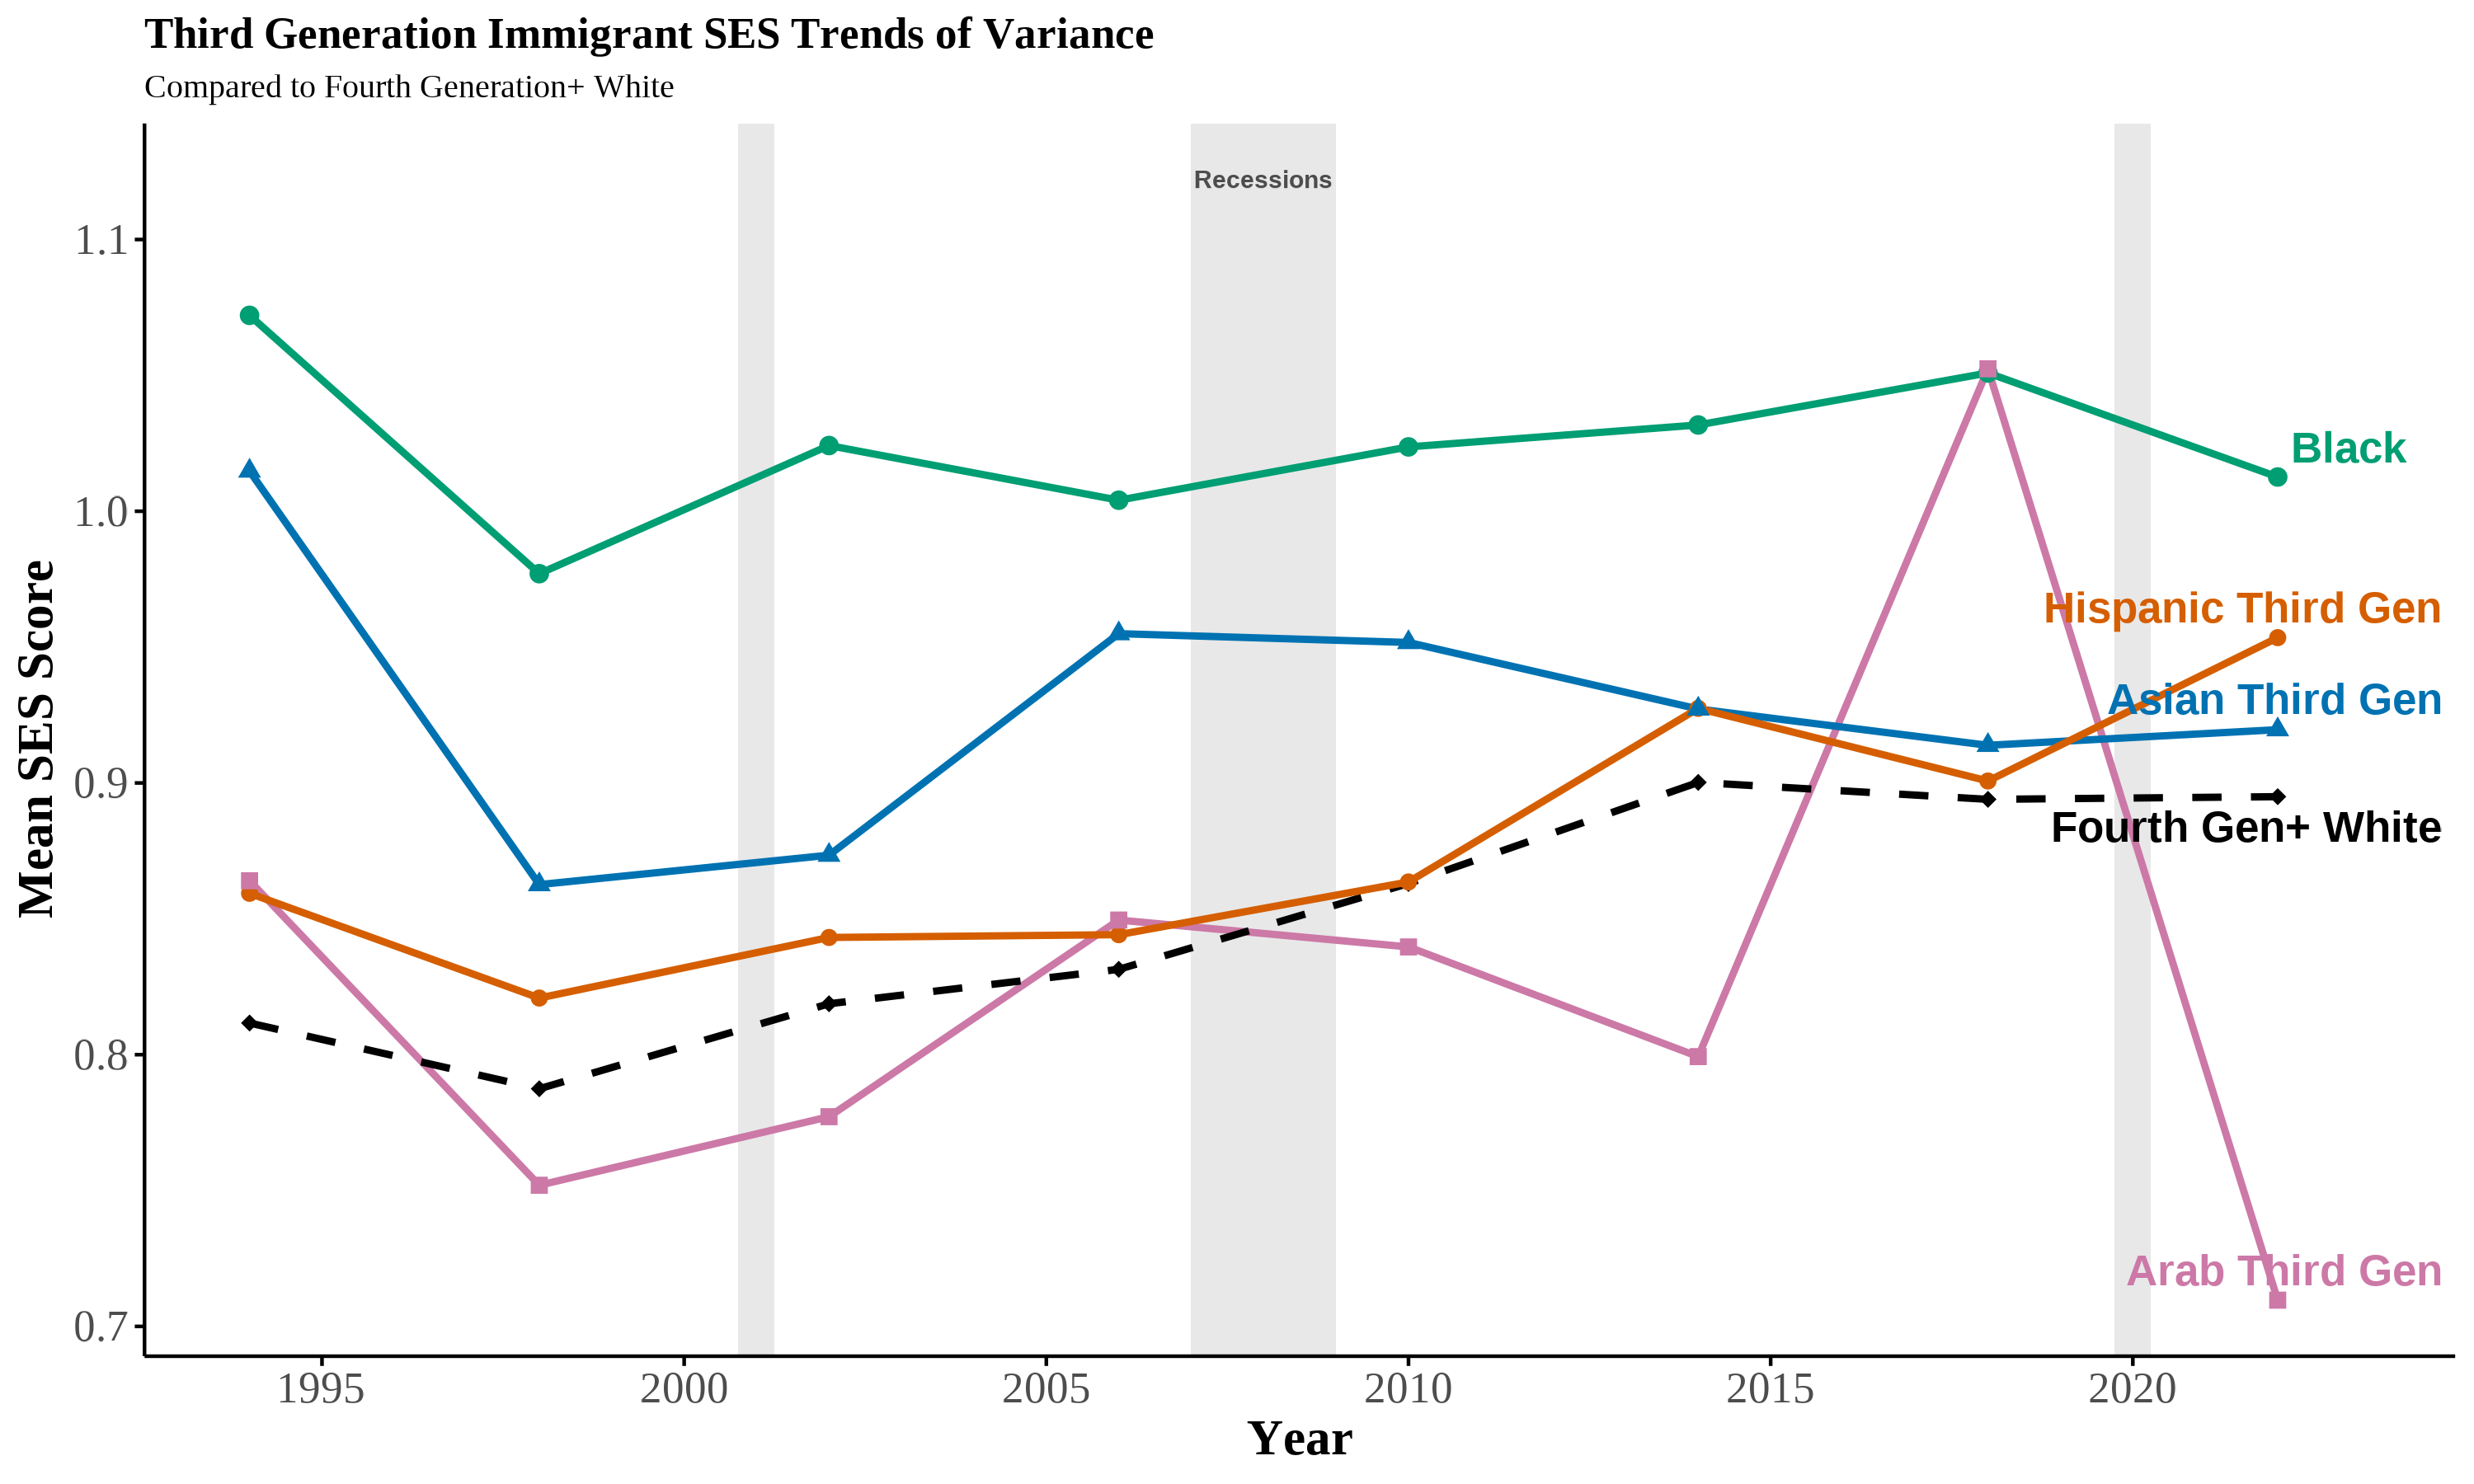 Third Generation Immigrant SES Trends of Variance
Compared to Fourth Generation+ White
Recessions
1.1
1.0
0.9
0.8
0.7
Mean SES Score
Black
Hispanic Third Gen
Asian Third Gen
Fourth Gen+ White
Arab Third Gen
1995 2000 2005 2010 2015 2020
Year